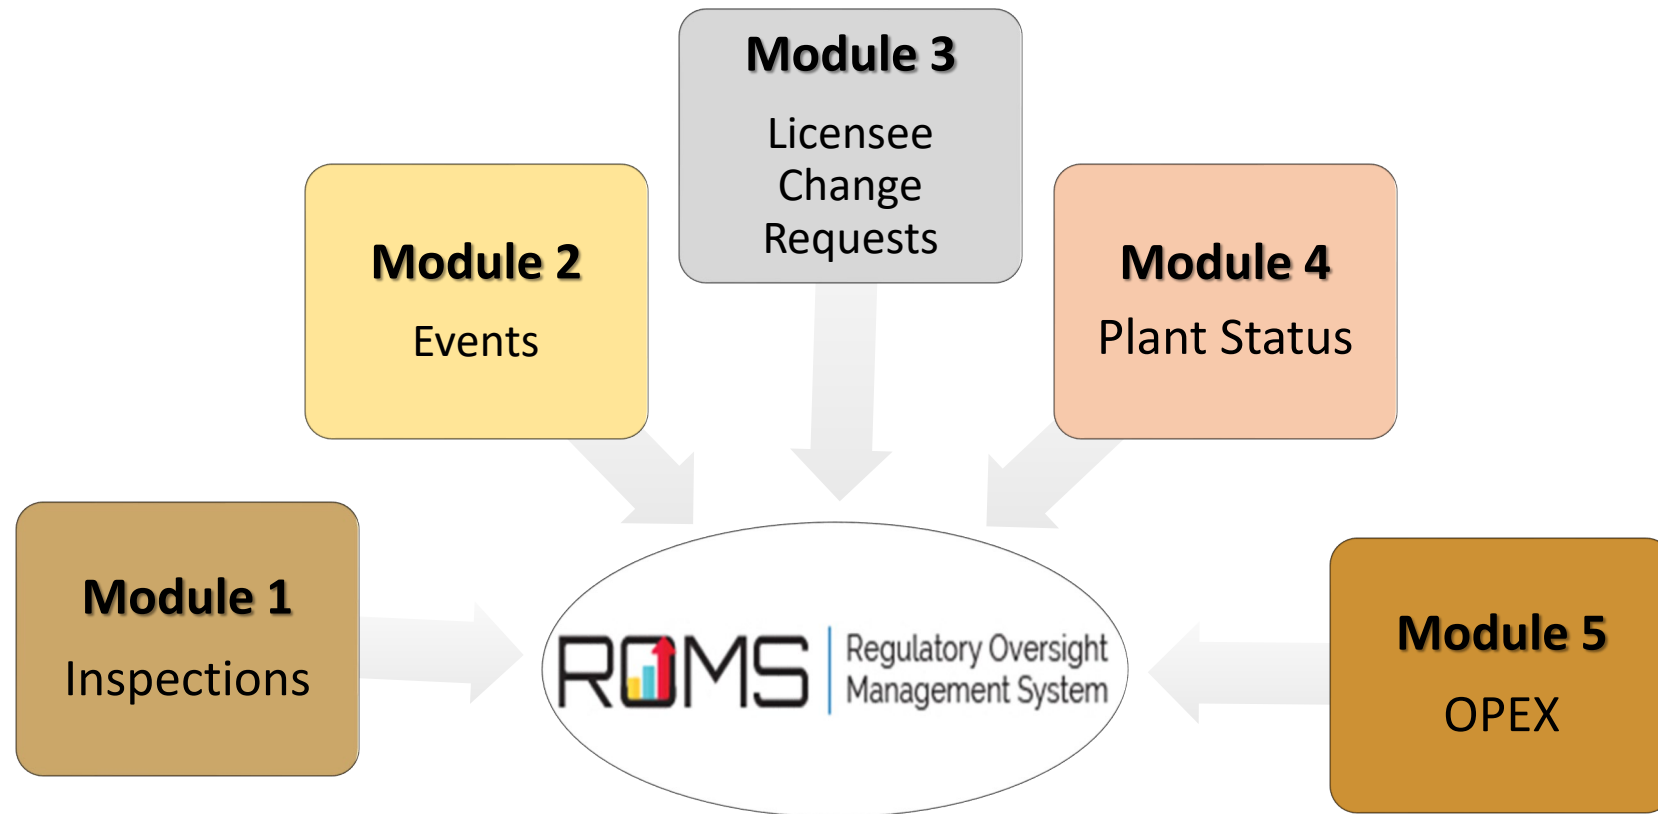 Module 3
Licensee
Change
Requests
Module 2
Events
Module 4
Plant Status
Module 1
Inspections
ROMS
Regulatory Oversight
Management System
Module 5
OPEX